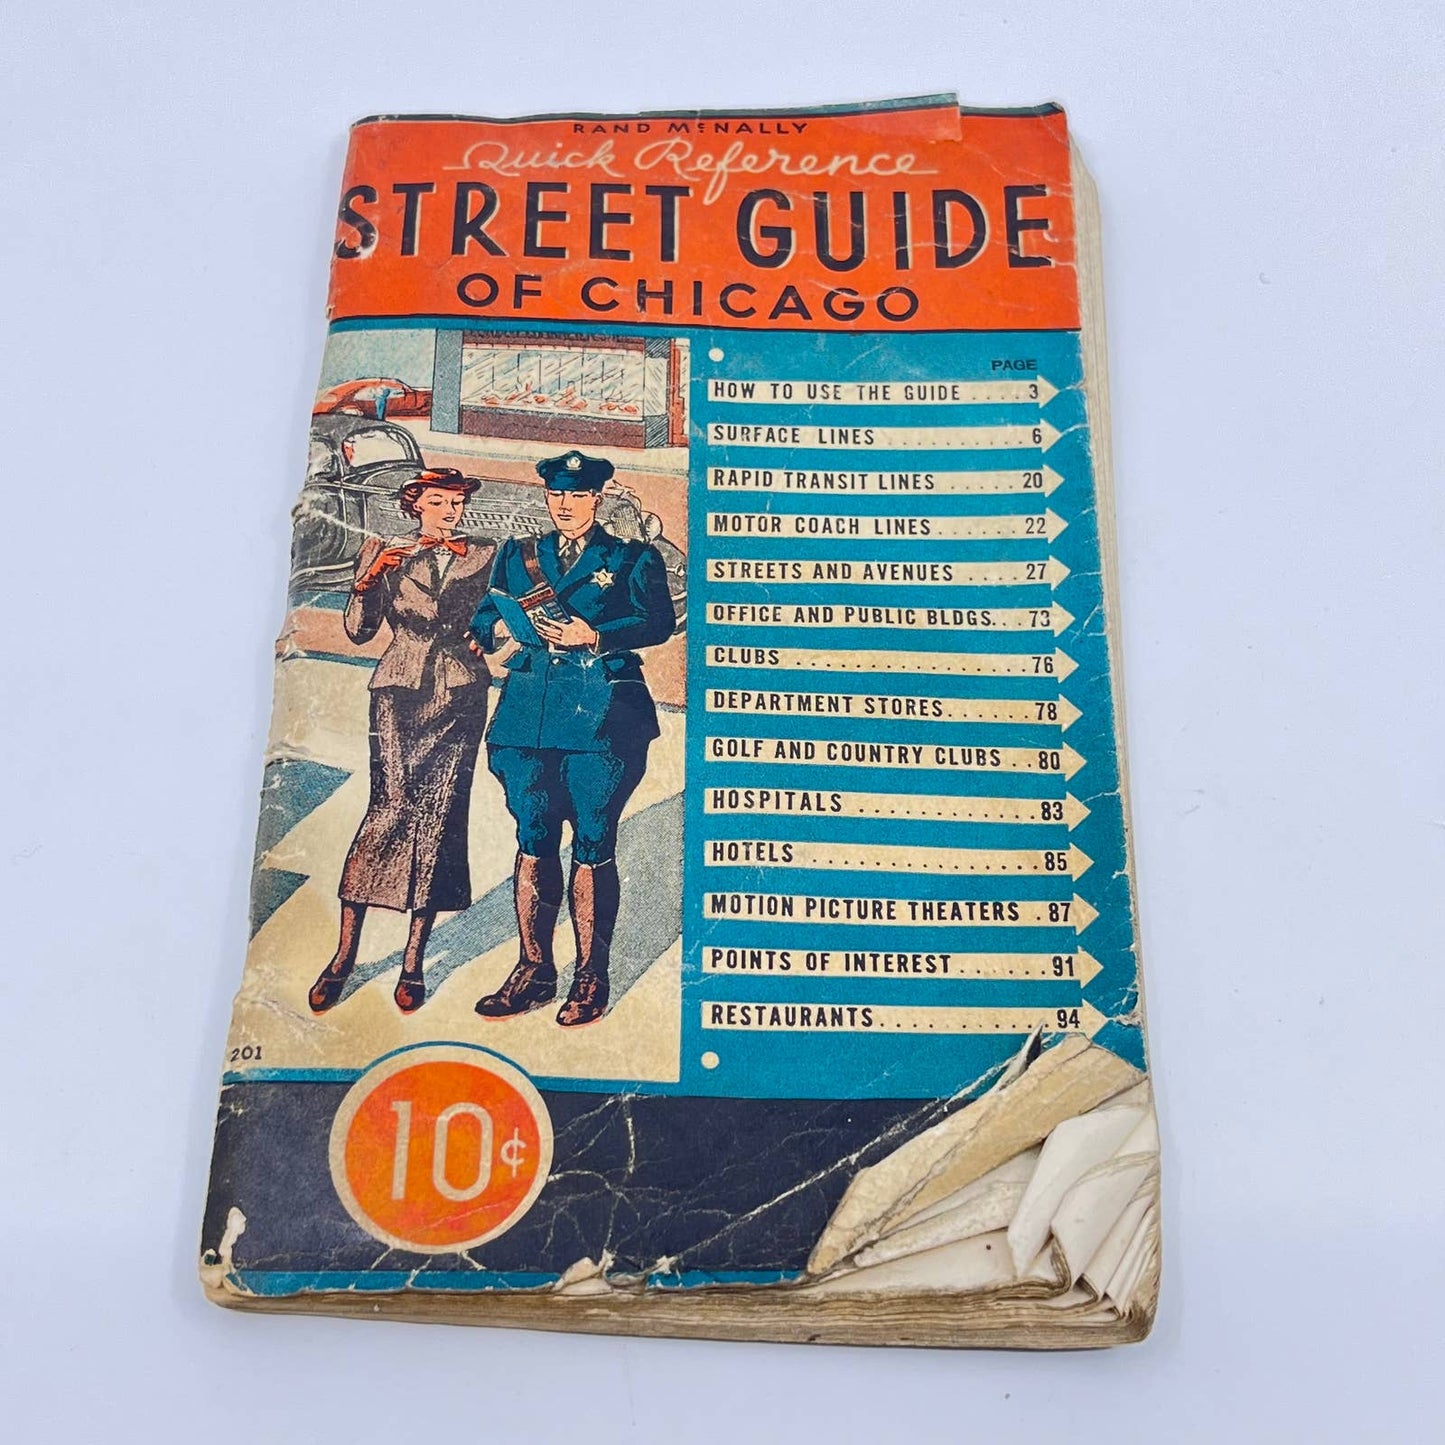 RAND McNALLY
Quick Reference
STREET GUIDE
OF CHICAGO
PAGE
HOW TO USE THE GUIDE .... 3
SURFACE LINES .......... 6
RAPID TRANSIT LINES ...... 20
MOTOR COACH LINES...... 22
STREETS AND AVENUES .... 27
OFFICE AND PUBLIC BLDGS... 73
CLUBS .............. 76
DEPARTMENT STORES...... 78
GOLF AND COUNTRY CLUBS .. 80
HOSPITALS ............ 83
HOTELS .............. 85
MOTION PICTURE THEATERS . 87
POINTS OF INTEREST...... 91
RESTAURANTS.......... 94
201
10¢